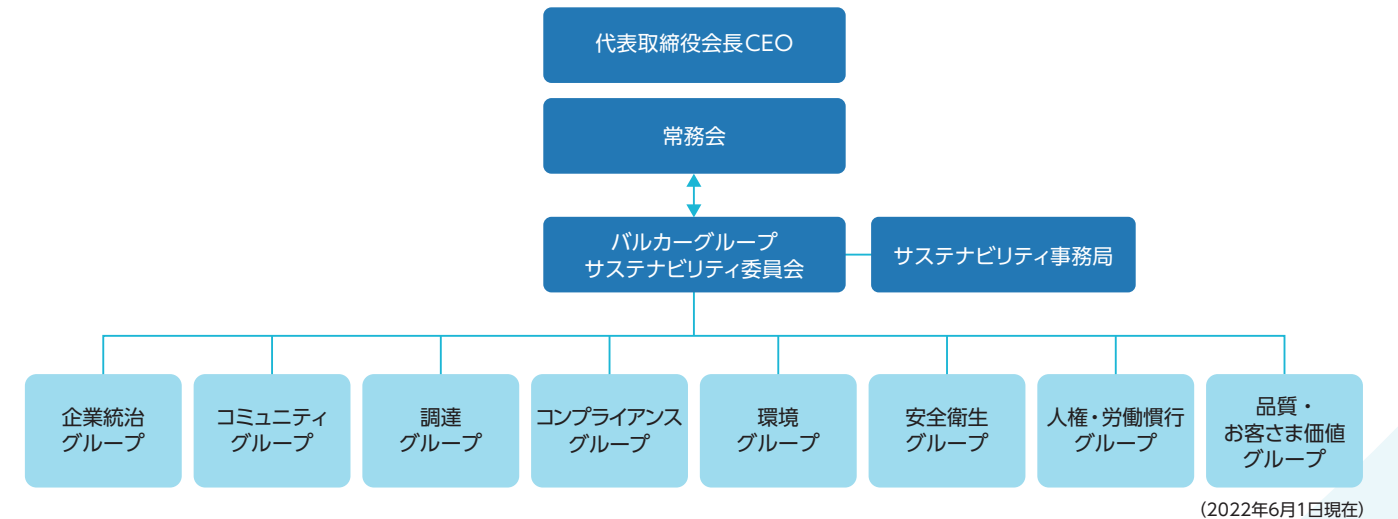 代表取締役会長CEO
常務会
バルカーグループ
サステナビリティ委員会
サステナビリティ事務局
企業統治
グループ
コミュニティ
グループ
調達
グループ
コンプライアンス
グループ
環境
グループ
安全衛生
グループ
人権・労働慣行
グループ
品質・
お客さま価値
グループ
(2022年6月1日現在)